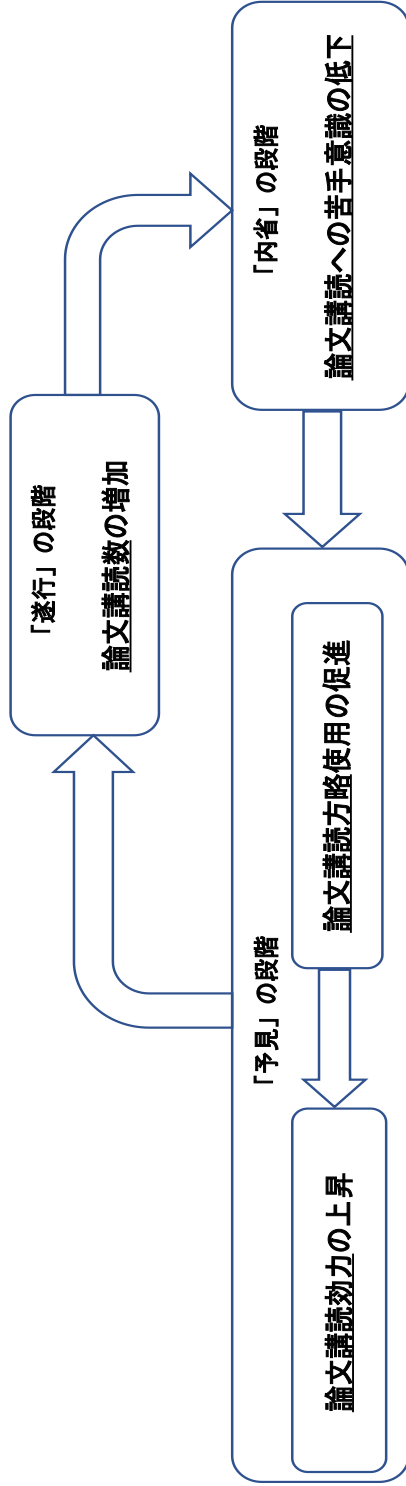 「遂行」の段階
論文講読数の増加
「予見」の段階
論文講読効力の上昇
論文講読方略使用の促進
「内省」の段階
論文講読への苦手意識の低下